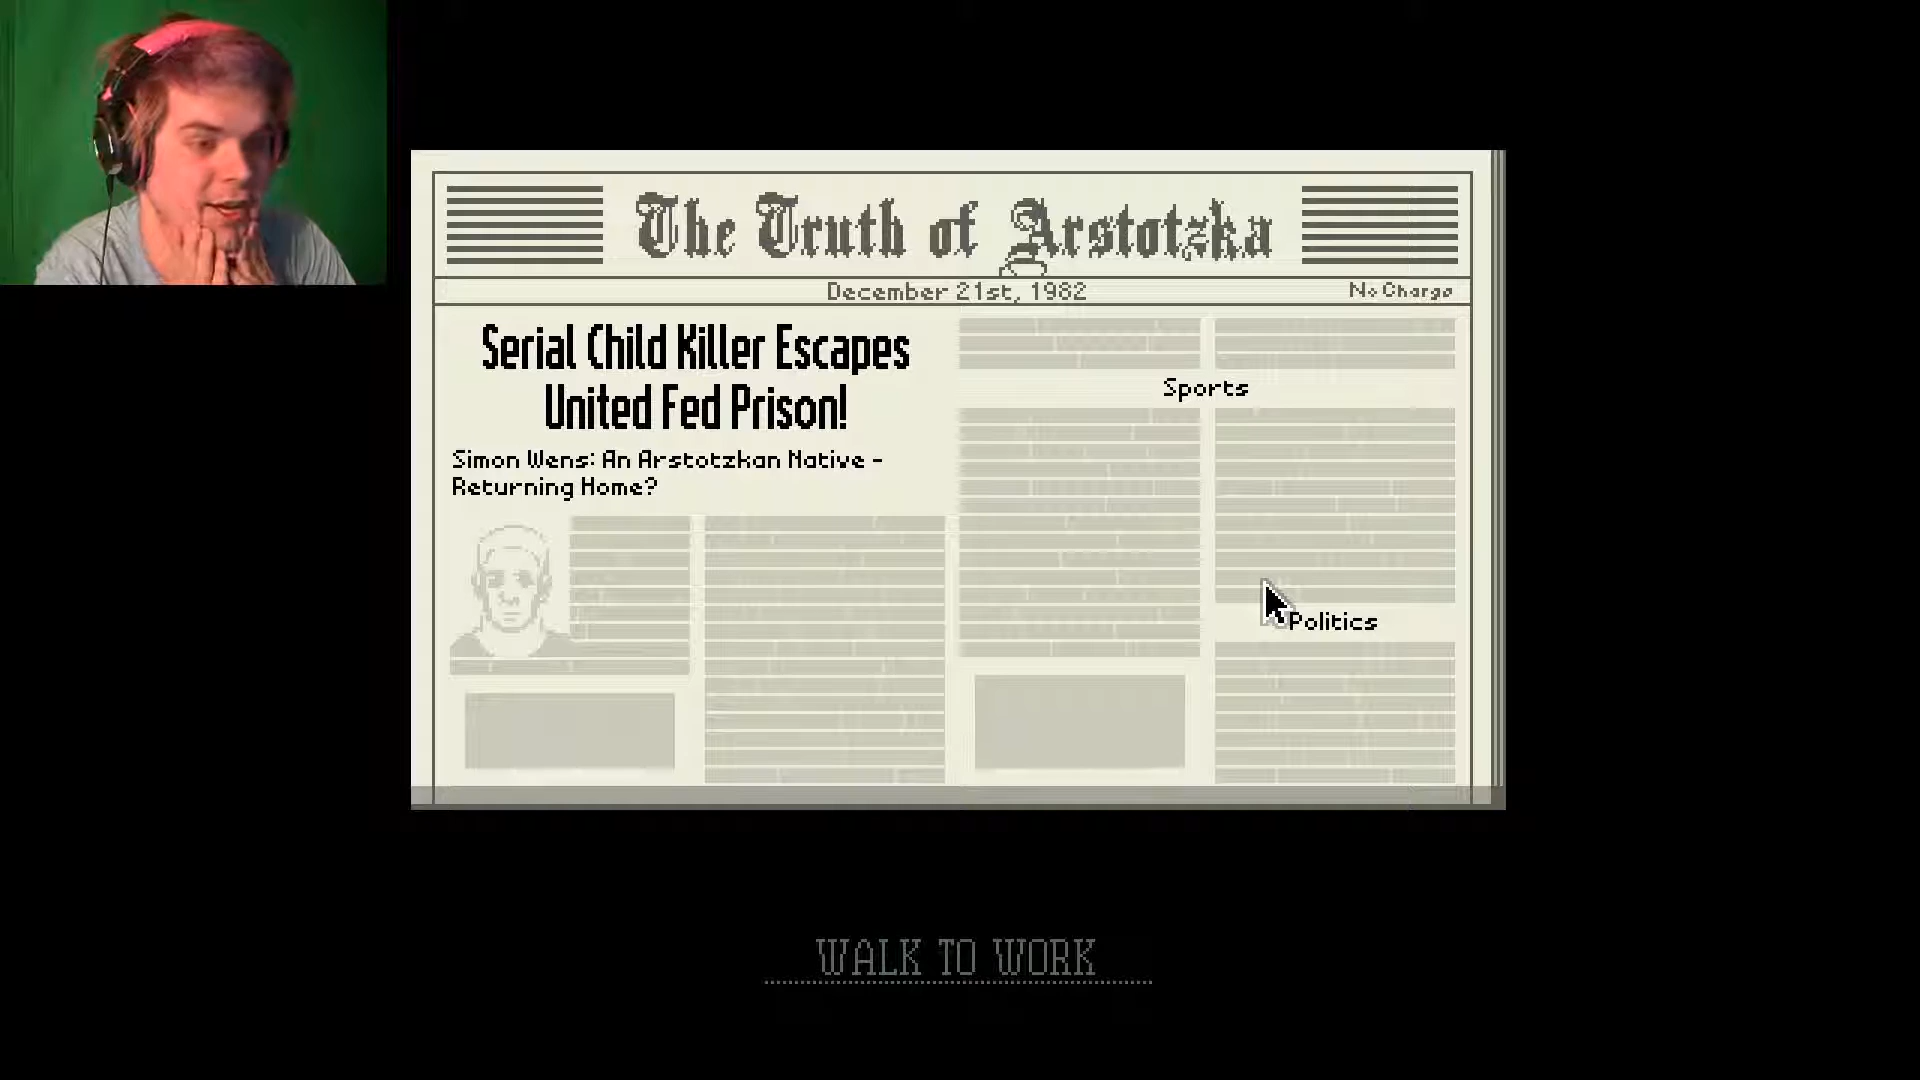 The Truth of Arstotzka
December 21st, 1982
No Charge
Serial Child Killer Escapes
United Fed Prison!
Simon Wens: An Arstotzkan Native -
Returning Home?
Sports
Politics
WALK TO WORK